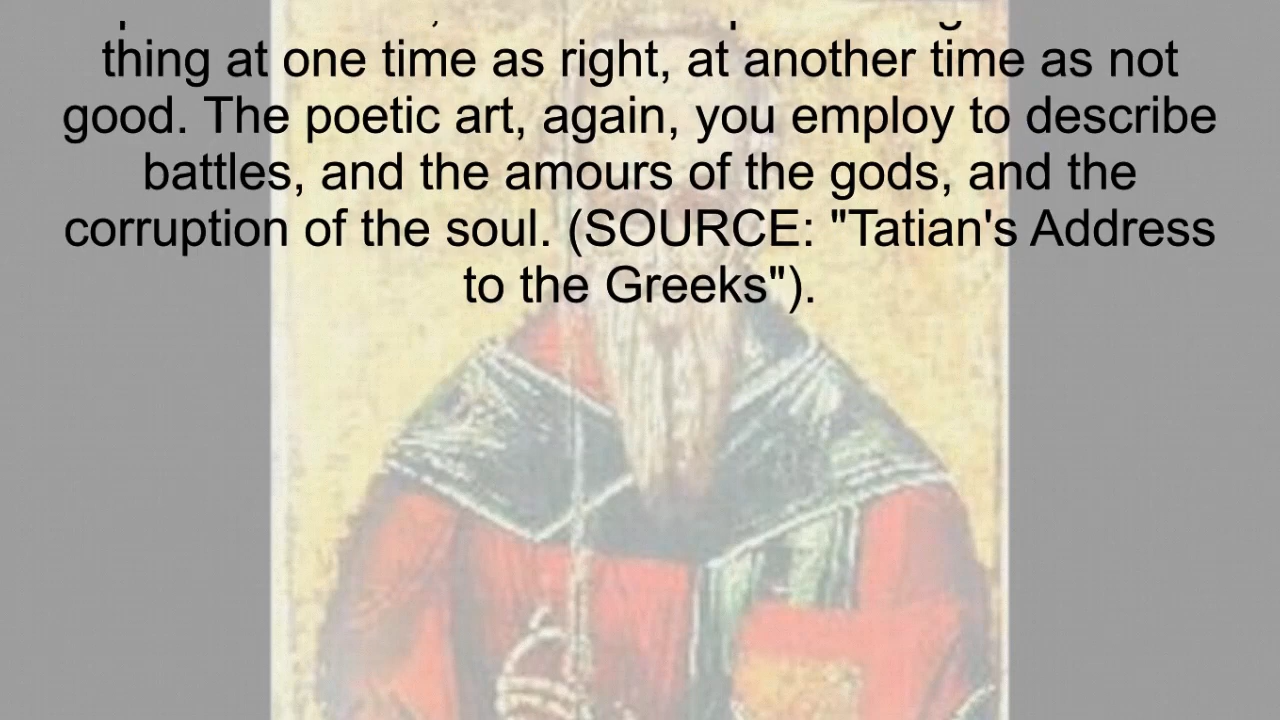 thing at one time as right, at another time as not
good. The poetic art, again, you employ to describe
battles, and the amours of the gods, and the
corruption of the soul. (SOURCE: "Tatian's Address
to the Greeks").